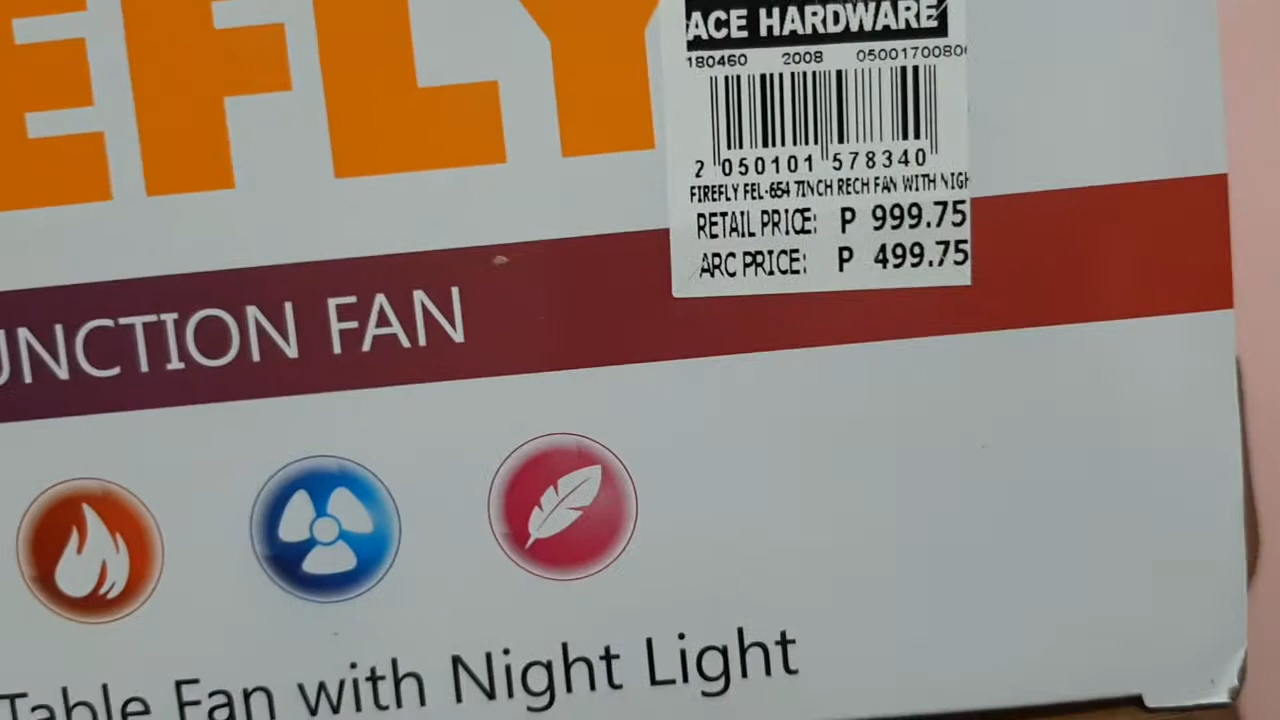 EFLY
ACE HARDWARE
180460 2008 0500170080
2 050101 578340
FIREFLY FEL-654 7INCH RECH FAN WITH NIGH
RETAIL PRICE: P 999.75
ARC PRICE: P 499.75
UNCTION FAN
Table Fan with Night Light